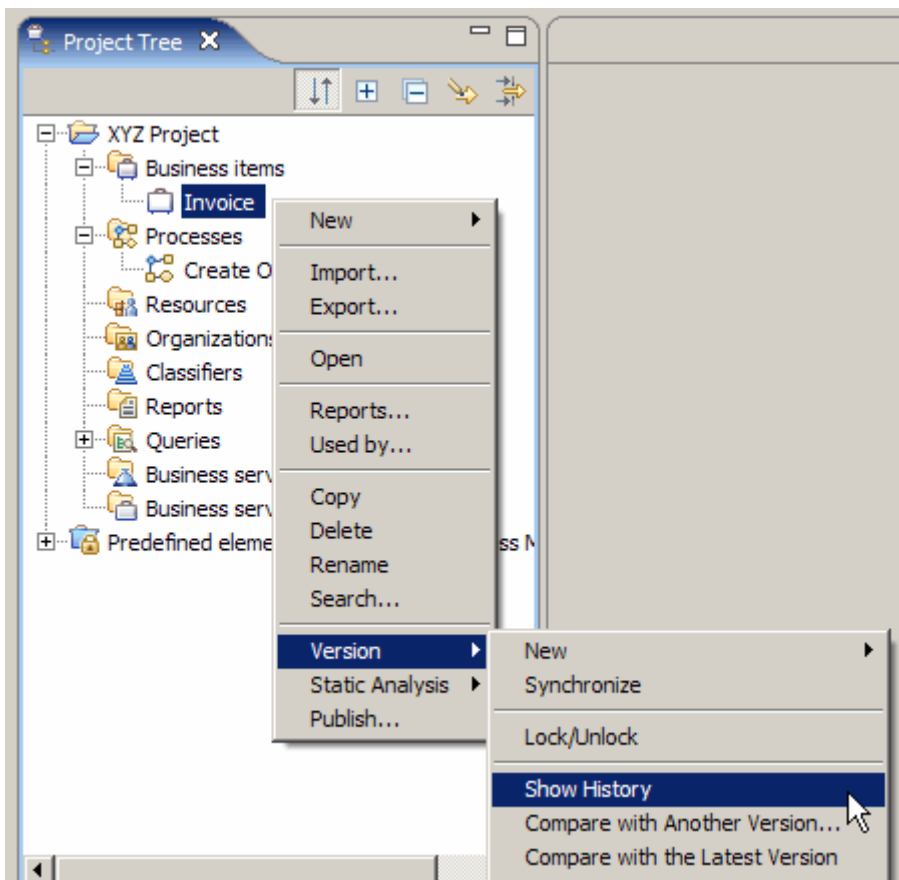 Project Tree
XYZ Project
Business items
Invoice
Processes
Create O
Resources
Organization
Classifiers
Reports
Queries
Business serv
Business serv
Predefined eleme
ss M
New
Import...
Export...
Open
Reports...
Used by...
Copy
Delete
Rename
Search...
Version
Static Analysis
Publish...
New
Synchronize
Lock/Unlock
Show History
Compare with Another Version...
Compare with the Latest Version